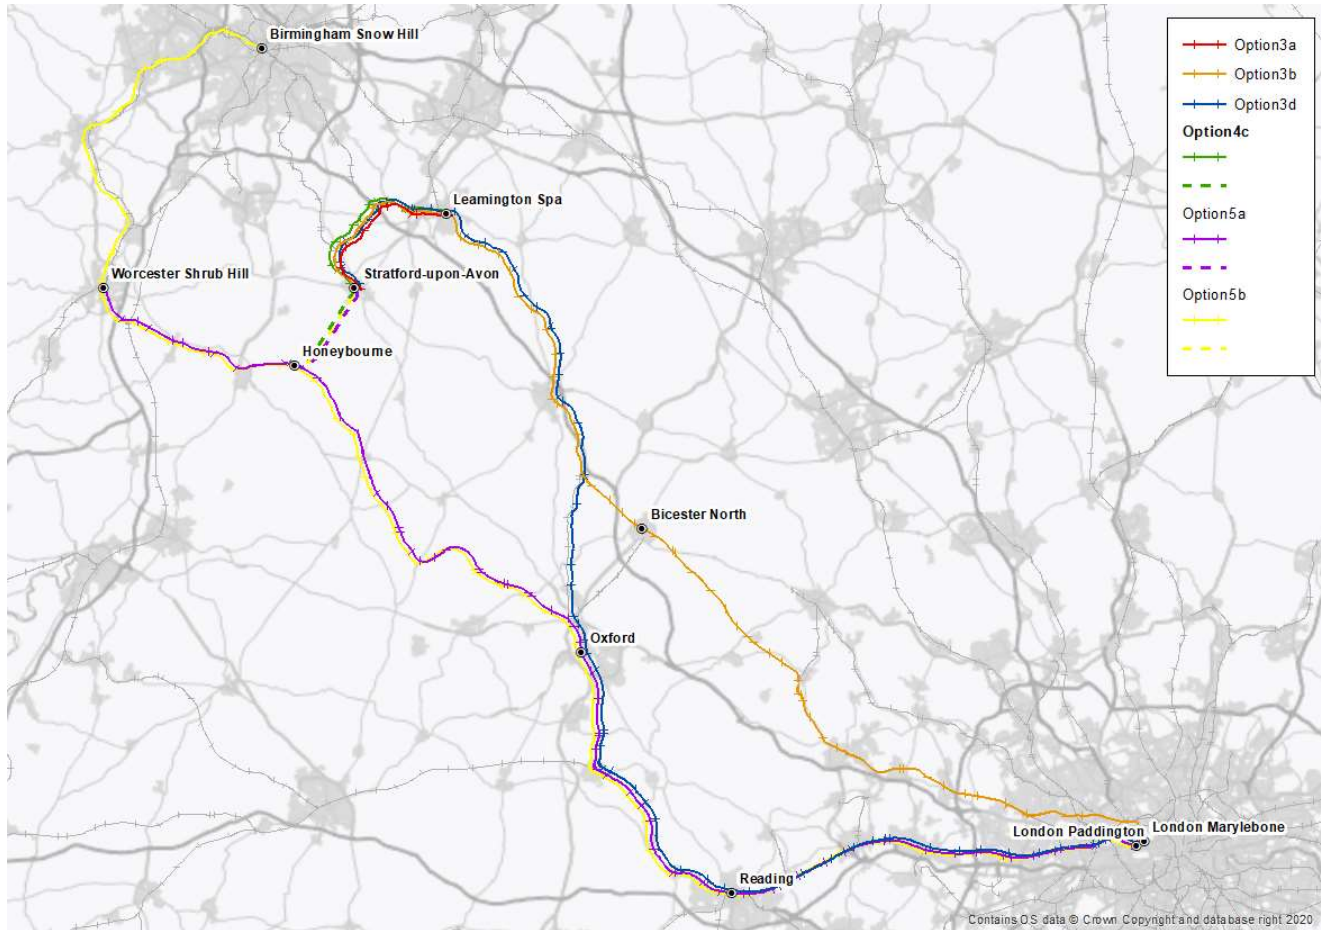 Birmingham Snow Hill
Option3a
Option3b
Option3d
Option4c
Option5a
Option5b
Leamington Spa
Worcester Shrub Hill
Stratford-upon-Avon
Honeybourne
Bicester North
Oxford
London Paddington
London Marylebone
Reading
Contains OS data © Crown Copyright and database right 2020